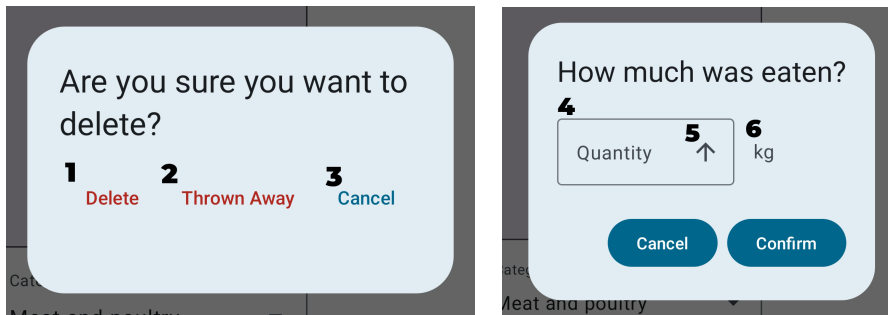 Are you sure you want to
delete?
1 2 3
Delete Thrown Away Cancel
How much was eaten?
4
5 6
Quantity kg
Cancel Confirm
Meat and poultry